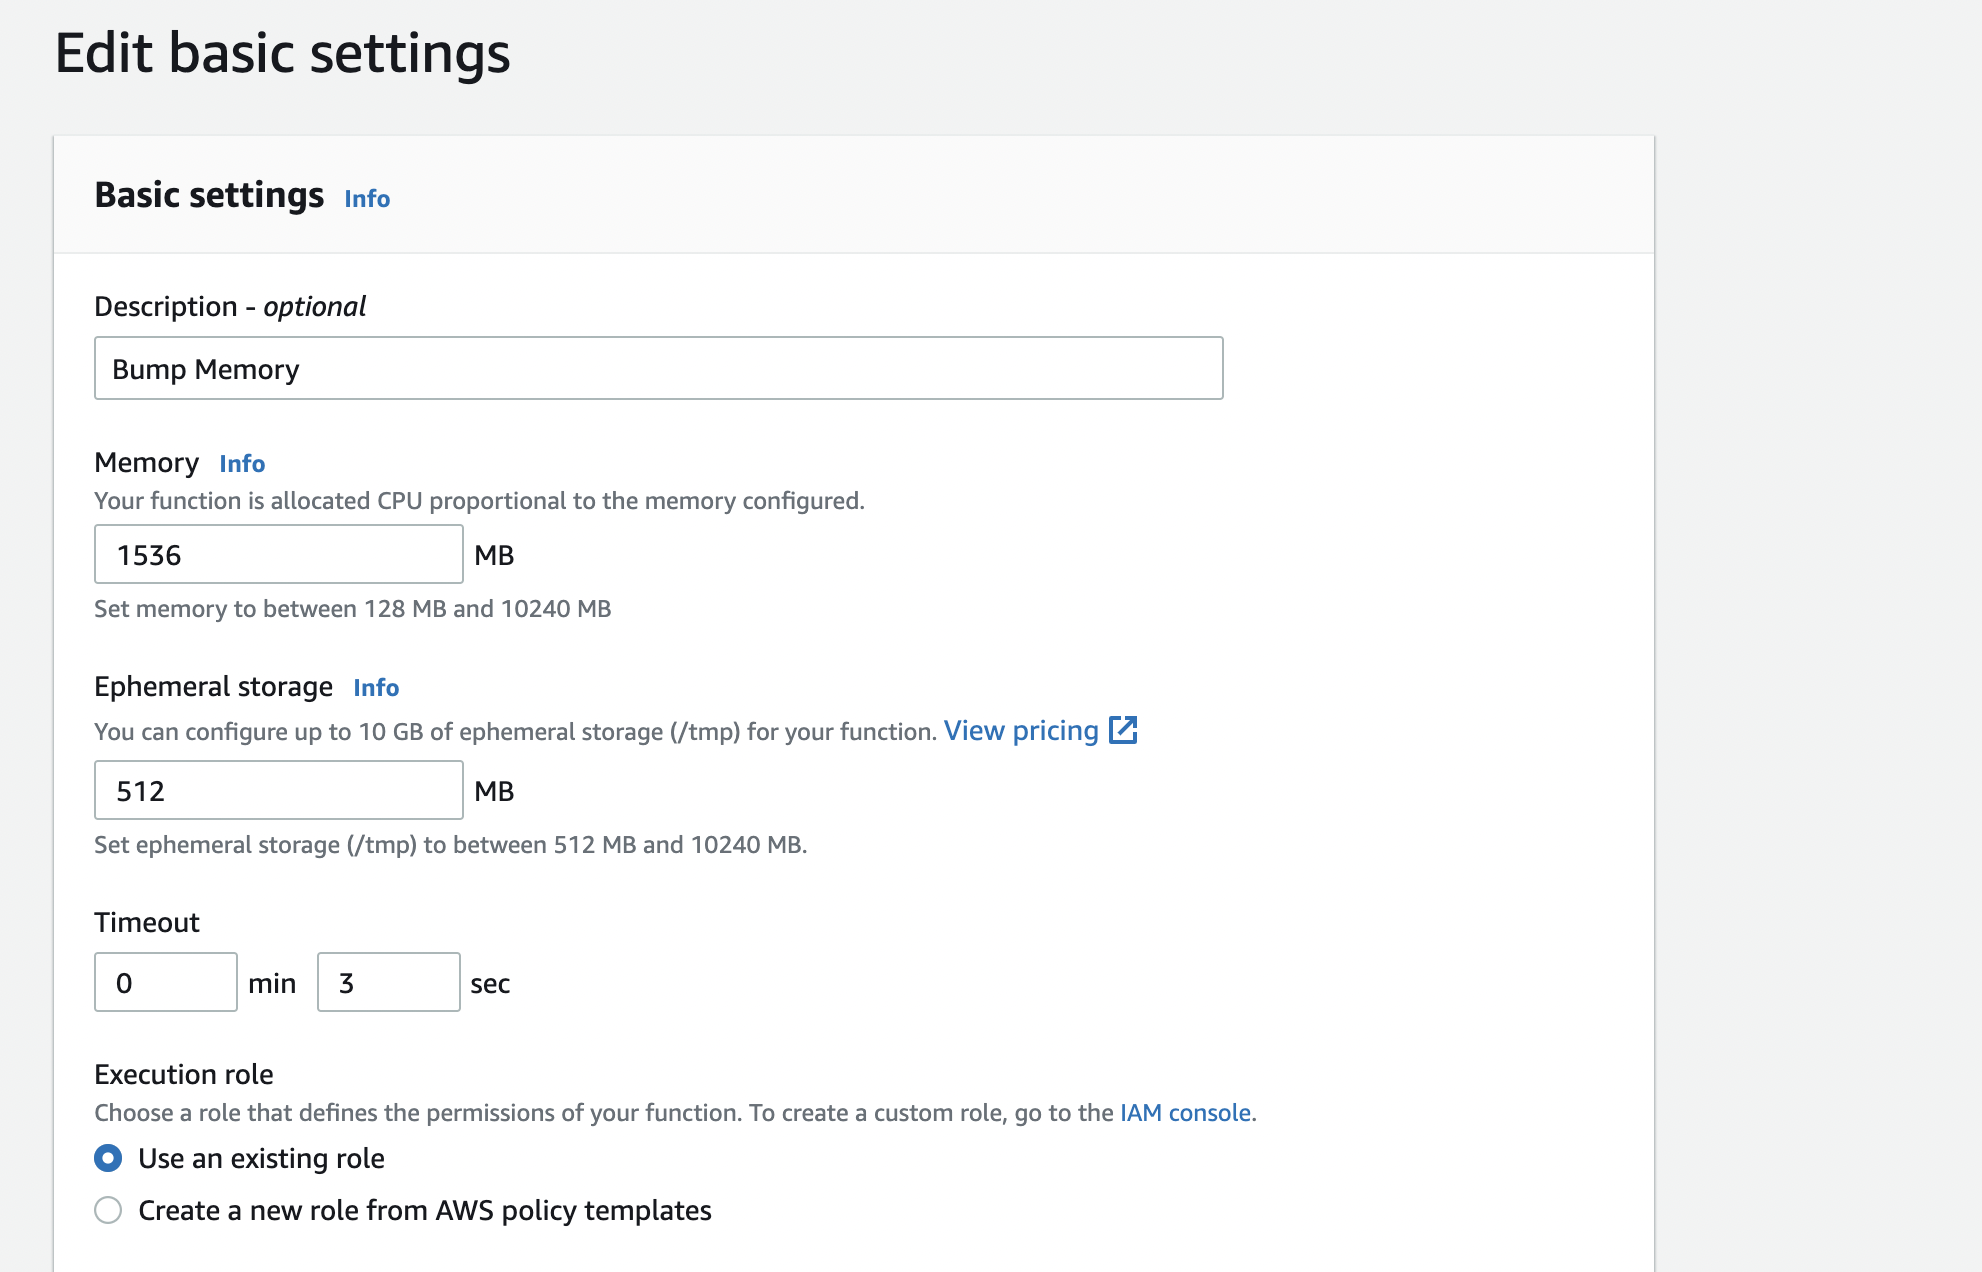 Edit basic settings
Basic settings Info
Description - optional
Bump Memory
Memory Info
Your function is allocated CPU proportional to the memory configured.
1536 MB
Set memory to between 128 MB and 10240 MB
Ephemeral storage Info
You can configure up to 10 GB of ephemeral storage (/tmp) for your function. View pricing
512 MB
Set ephemeral storage (/tmp) to between 512 MB and 10240 MB.
Timeout
0 min 3 sec
Execution role
Choose a role that defines the permissions of your function. To create a custom role, go to the IAM console.
Use an existing role
Create a new role from AWS policy templates